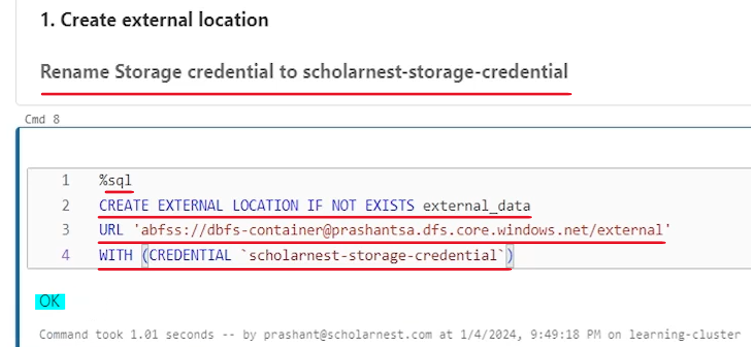 1. Create external location
Rename Storage credential to scholarnest-storage-credential
Cmd 8
1 %sql
2 CREATE EXTERNAL LOCATION IF NOT EXISTS external_data
3 URL 'abfss://dbfs-container@prashantsa.dfs.core.windows.net/external'
4 WITH (CREDENTIAL `scholarnest-storage-credential`)
OK
Command took 1.01 seconds -- by prashant@scholarnest.com at 1/4/2024, 9:49:18 PM on learning-cluster